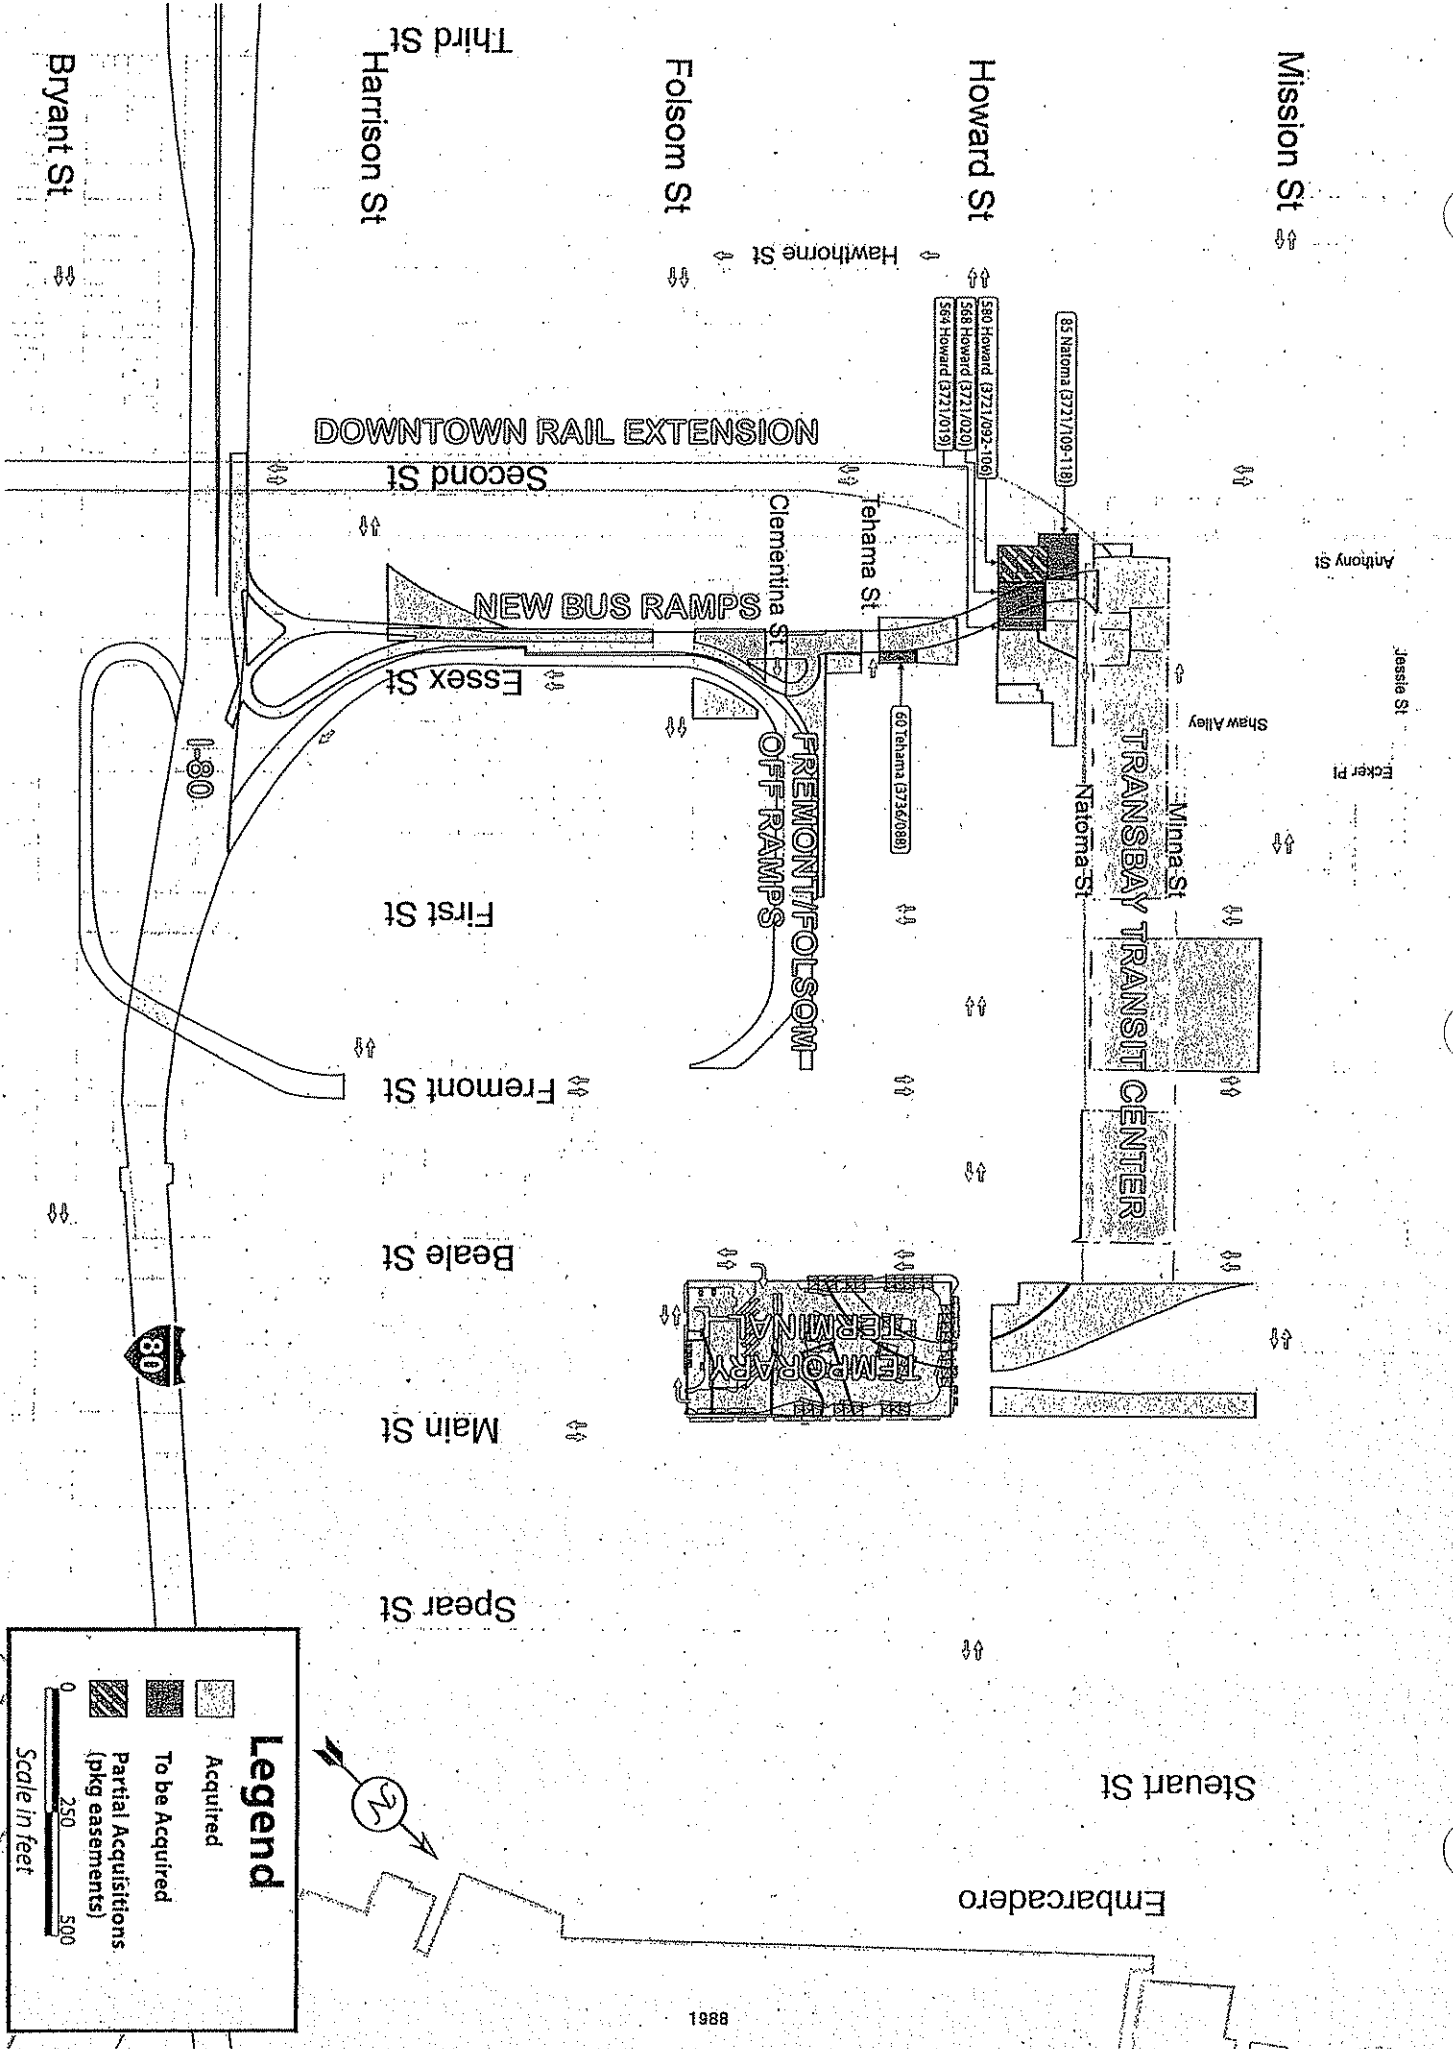 Mission St
Howard St
Folsom St
Harrison St
Bryant St
Third St
Hawthorne St
85 Natoma (3721/109-118)
580 Howard (3721/092-106)
568 Howard (3721/020)
564 Howard (3721/019)
DOWNTOWN RAIL EXTENSION
Second St
Anthony St
Tehama St
Clementina St
NEW BUS RAMPS
Essex St
Jessie St
Shaw Alley
Ecker Pl
60 Tehama (3736/088)
TRANSBAY TRANSIT CENTER
Minna St
Natoma St
FREMONT/FOLSOM
OFF RAMPS
I-80
First St
Fremont St
Beale St
TEMPORARY
TERMINAL
80
Main St
Spear St
Steuart St
Embarcadero
N
Legend
Acquired
To be Acquired
Partial Acquisitions
(pkg easements)
0 250 500
Scale in feet
1988